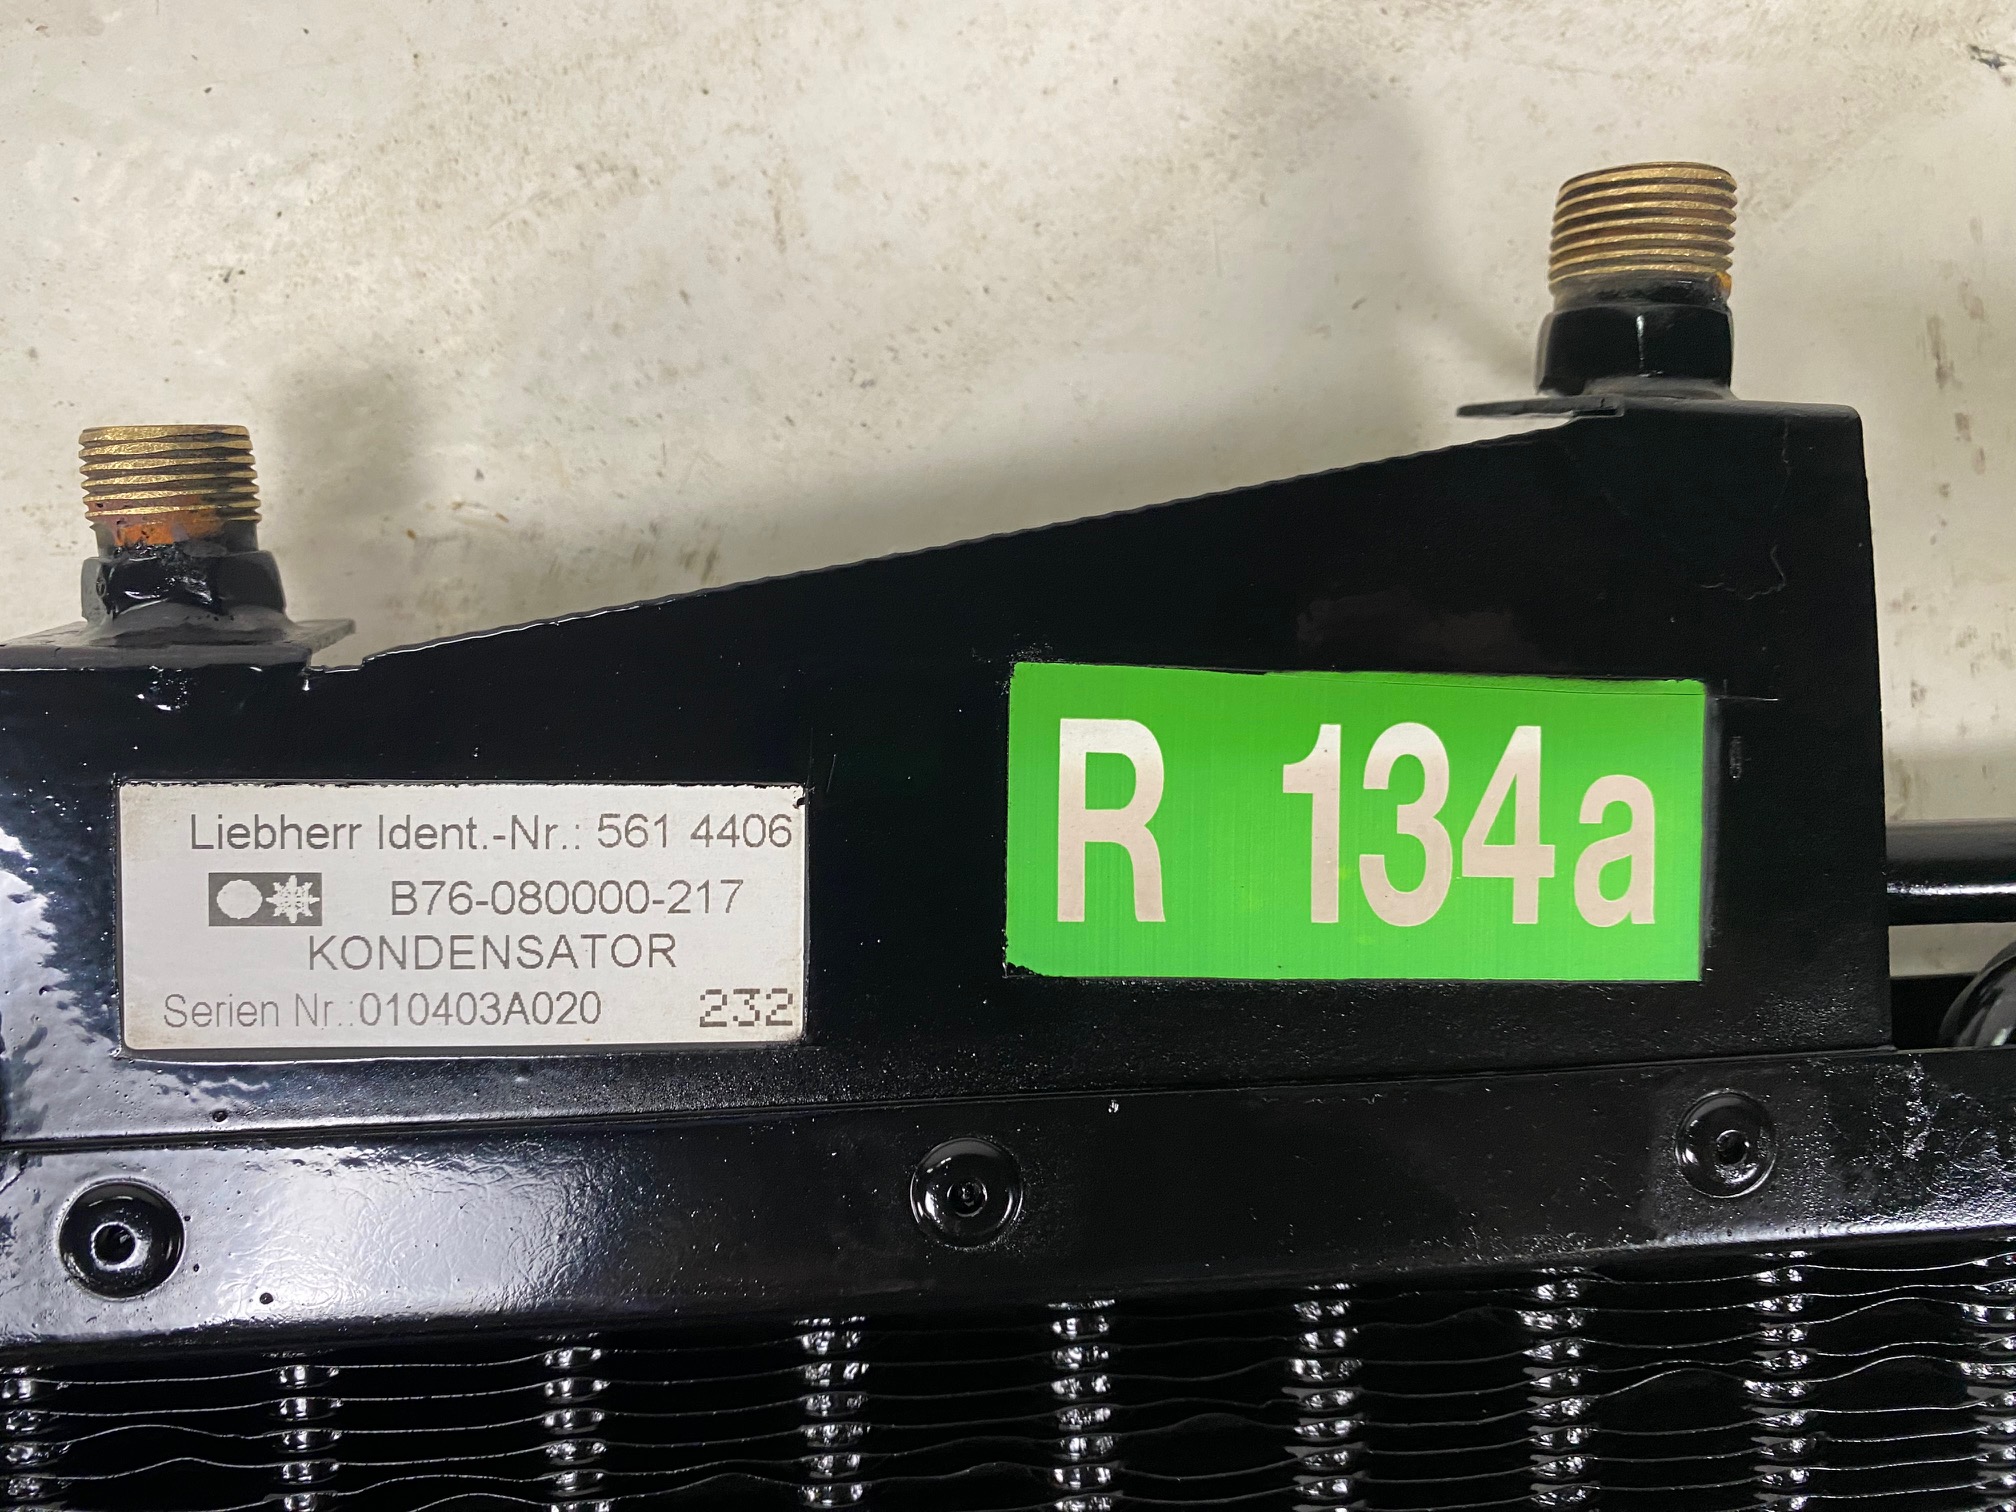 Liebherr Ident.-Nr.: 561 4406
B76-080000-217
KONDENSATOR
Serien Nr.:010403A020 232
R 134a